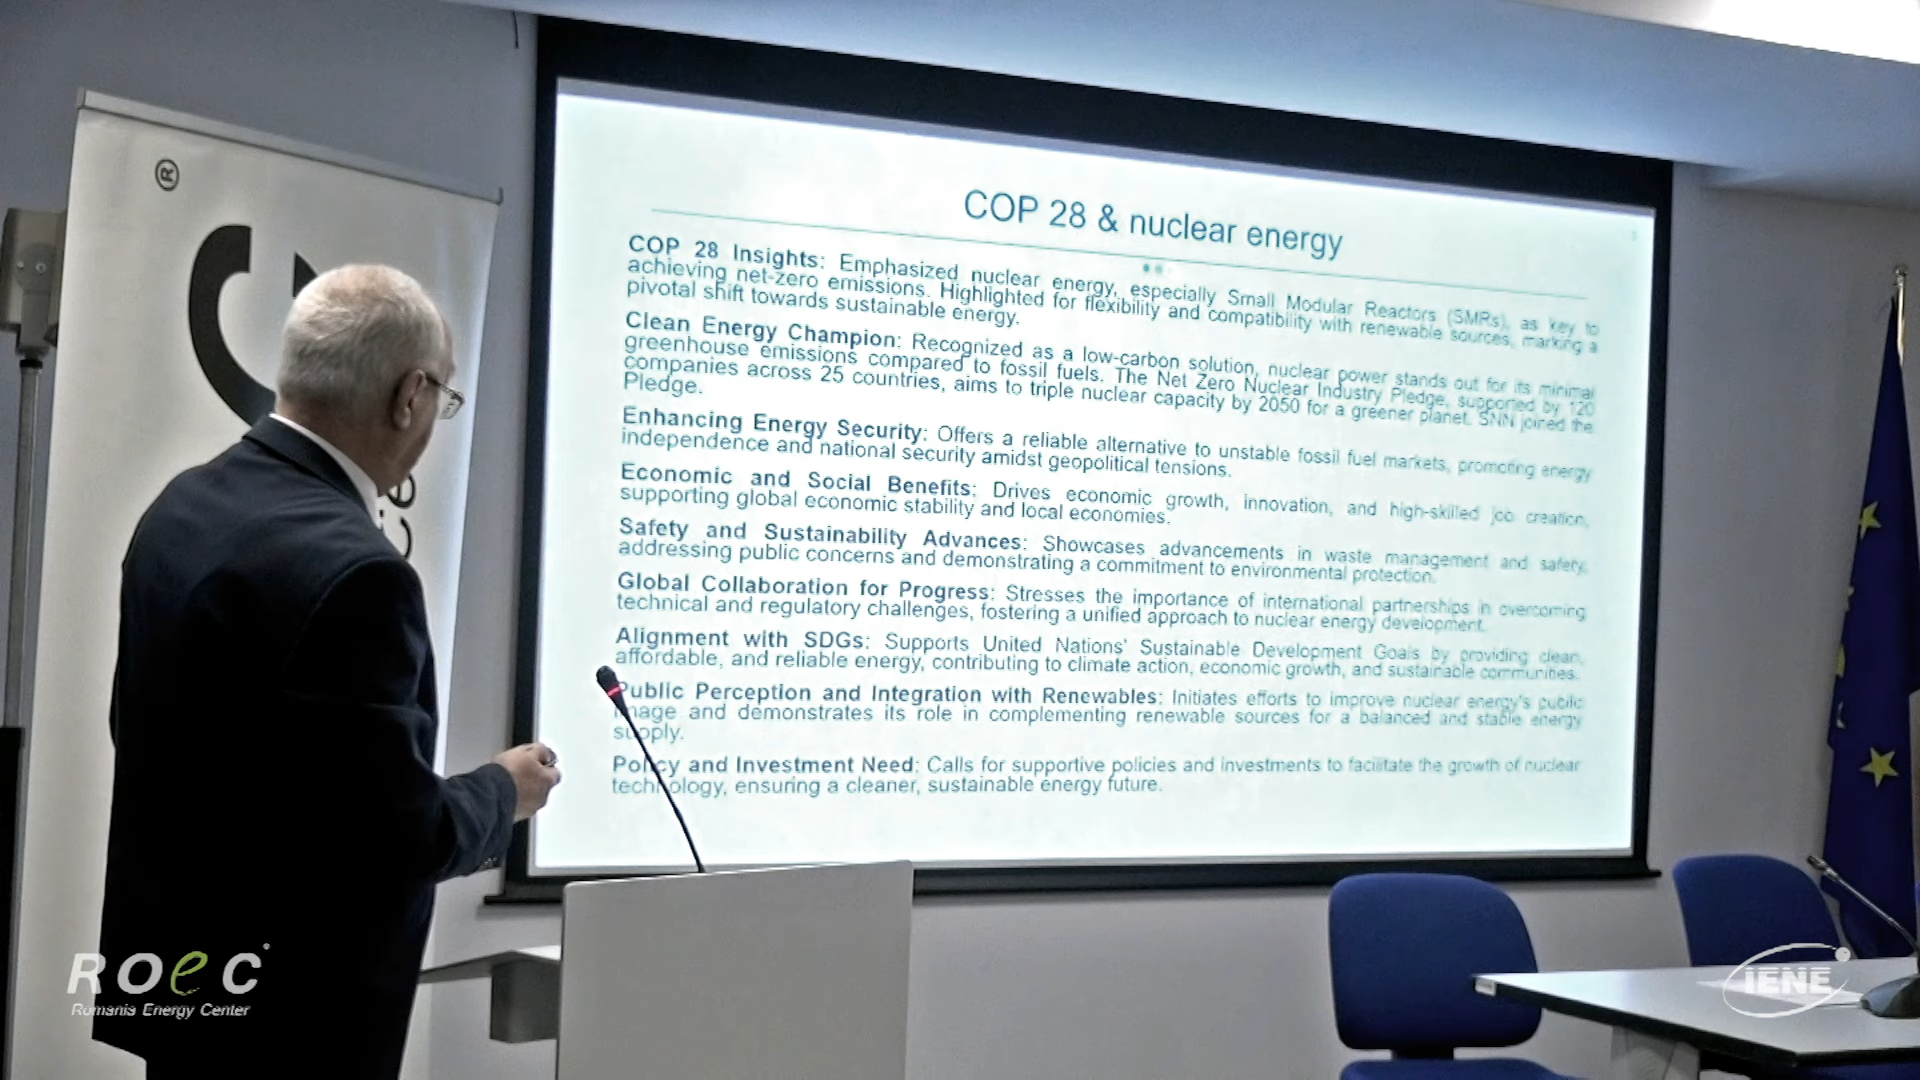 COP 28 & nuclear energy
COP 28 Insights: Emphasized nuclear energy, especially Small Modular Reactors (SMRs), as key to
achieving net-zero emissions. Highlighted for flexibility and compatibility with renewable sources, marking a
pivotal shift towards sustainable energy.
Clean Energy Champion: Recognized as a low-carbon solution, nuclear power stands out for its minimal
greenhouse emissions compared to fossil fuels. The Net Zero Nuclear Industry Pledge, supported by 120
companies across 25 countries, aims to triple nuclear capacity by 2050 for a greener planet. SNN joined the
Pledge.
Enhancing Energy Security: Offers a reliable alternative to unstable fossil fuel markets, promoting energy
independence and national security amidst geopolitical tensions.
Economic and Social Benefits: Drives economic growth, innovation, and high-skilled job creation,
supporting global economic stability and local economies.
Safety and Sustainability Advances: Showcases advancements in waste management and safety,
addressing public concerns and demonstrating a commitment to environmental protection.
Global Collaboration for Progress: Stresses the importance of international partnerships in overcoming
technical and regulatory challenges, fostering a unified approach to nuclear energy development.
Alignment with SDGs: Supports United Nations' Sustainable Development Goals by providing clean,
affordable, and reliable energy, contributing to climate action, economic growth, and sustainable communities.
Public Perception and Integration with Renewables: Initiates efforts to improve nuclear energy's public
image and demonstrates its role in complementing renewable sources for a balanced and stable energy
supply.
Policy and Investment Need: Calls for supportive policies and investments to facilitate the growth of nuclear
technology, ensuring a cleaner, sustainable energy future.
®
ROeC
Romania Energy Center
IENE